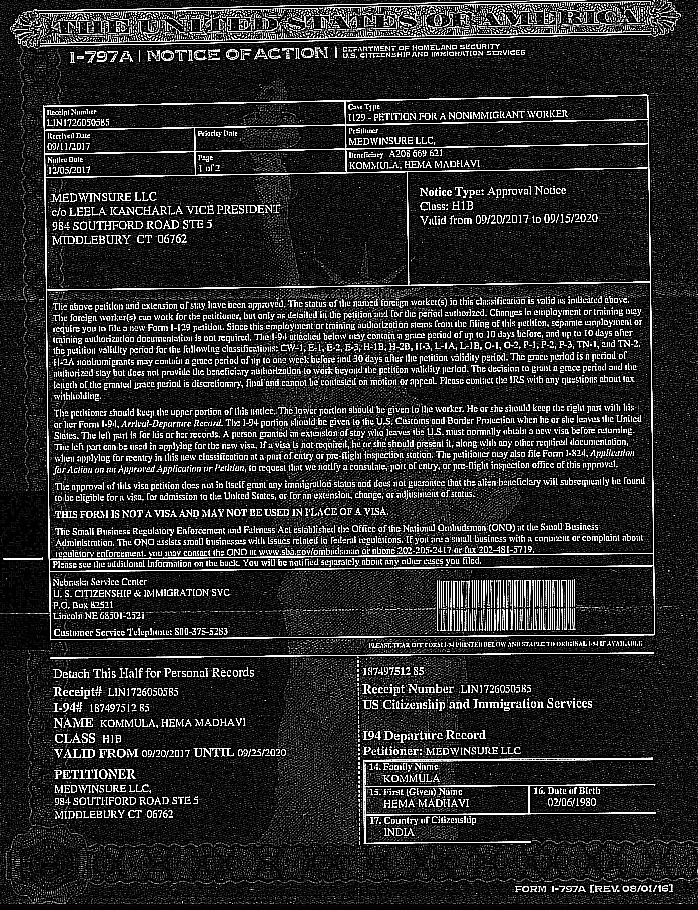 THE UNITED STATES OF AMERICA
I-797A | NOTICE OF ACTION | DEPARTMENT OF HOMELAND SECURITY
U.S. CITIZENSHIP AND IMMIGRATION SERVICES
Receipt Number
LIN1726050585
Case Type
I129 - PETITION FOR A NONIMMIGRANT WORKER
Received Date
09/11/2017
Priority Date
Petitioner
MEDWINSURE LLC,
Notice Date
12/05/2017
Page
1 of 2
Beneficiary A208 669 621
KOMMULA, HEMA MADHAVI
MEDWINSURE LLC
c/o LEELA KANCHARLA VICE PRESIDENT
984 SOUTHFORD ROAD STE 5
MIDDLEBURY CT 06762
Notice Type: Approval Notice
Class: H1B
Valid from 09/20/2017 to 09/15/2020
The above petition and extension of stay have been approved. The status of the named foreign worker(s) in this classification is valid as indicated above.
The foreign worker(s) can work for the petitioner, but only as detailed in the petition and for the period authorized. Changes in employment or training may
require you to file a new Form I-129 petition. Since this employment or training authorization stems from the filing of this petition, separate employment or
training authorization documentation is not required. The I-94 attached below may contain a grace period of up to 10 days before, and up to 10 days after
the petition validity period for the following classifications: CW-1, E-1, E-2, E-3, H-1B, H-2B, H-3, L-1A, L-1B, O-1, O-2, P-1, P-2, P-3, TN-1, and TN-2.
H-2A nonimmigrants may contain a grace period of up to one week before and 30 days after the petition validity period. The grace period is a period of
authorized stay but does not provide the beneficiary authorization to work beyond the petition validity period. The decision to grant a grace period and the
length of the granted grace period is discretionary, final and cannot be contested on motion or appeal. Please contact the IRS with any questions about tax
withholding.
The petitioner should keep the upper portion of this notice. The lower portion should be given to the worker. He or she should keep the right part with his
or her Form I-94, Arrival-Departure Record. The I-94 portion should be given to the U.S. Customs and Border Protection when he or she leaves the United
States. The left part is for his or her records. A person granted an extension of stay who leaves the U.S. must normally obtain a new visa before returning.
The left part can be used in applying for the new visa. If a visa is not required, he or she should present it, along with any other required documentation,
when applying for reentry in this new classification at a port of entry or pre-flight inspection station. The petitioner may also file Form I-824, Application
for Action on an Approved Application or Petition, to request that we notify a consulate, port of entry, or pre-flight inspection office of this approval.
The approval of this visa petition does not in itself grant any immigration status and does not guarantee that the alien beneficiary will subsequently be found
to be eligible for a visa, for admission to the United States, or for an extension, change, or adjustment of status.
THIS FORM IS NOT A VISA AND MAY NOT BE USED IN PLACE OF A VISA.
The Small Business Regulatory Enforcement and Fairness Act established the Office of the National Ombudsman (ONO) at the Small Business
Administration. The ONO assists small businesses with issues related to federal regulations. If you are a small business with a comment or complaint about
regulatory enforcement, you may contact the ONO at www.sba.gov/ombudsman or phone 202-205-2417 or fax 202-481-5719.
Please see the additional information on the back. You will be notified separately about any other cases you filed.
Nebraska Service Center
U. S. CITIZENSHIP & IMMIGRATION SVC
P.O. Box 82521
Lincoln NE 68501-2521
Customer Service Telephone: 800-375-5283
PLEASE TEAR OFF FORM I-94 PRINTED BELOW AND STAPLE TO ORIGINAL I-94 IF AVAILABLE
Detach This Half for Personal Records
Receipt# LIN1726050585
I-94# 187497512 85
NAME KOMMULA, HEMA MADHAVI
CLASS H1B
VALID FROM 09/20/2017 UNTIL 09/25/2020
PETITIONER
MEDWINSURE LLC,
984 SOUTHFORD ROAD STE 5
MIDDLEBURY CT 06762
187497512 85
Receipt Number LIN1726050585
US Citizenship and Immigration Services
I94 Departure Record
Petitioner: MEDWINSURE LLC
14. Family Name
KOMMULA
15. First (Given) Name
HEMA MADHAVI
16. Date of Birth
02/06/1980
17. Country of Citizenship
INDIA
FORM I-797A [REV. 08/01/16]